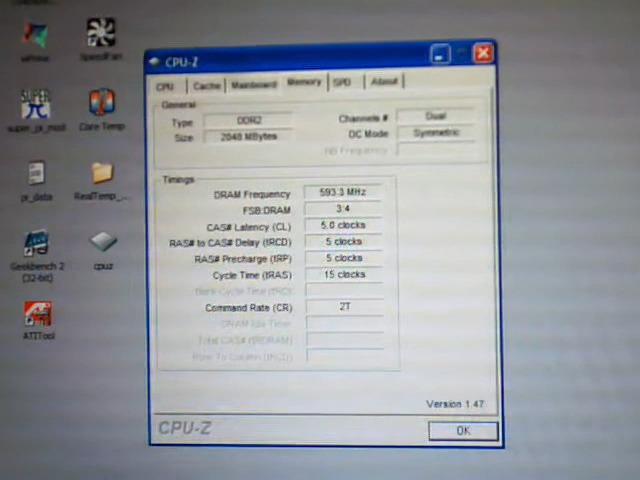 SpeedFan
super_pi_mod
Core Temp
pi_data
RealTemp_...
Geekbench 2
(32-bit)
cpuz
ATITool
SUPER
π
CPU-Z
CPU Cache Mainboard Memory SPD About
General
Type DDR2 Channels # Dual
Size 2048 MBytes DC Mode Symmetric
NB Frequency
Timings
DRAM Frequency 593.3 MHz
FSB:DRAM 3:4
CAS# Latency (CL) 5.0 clocks
RAS# to CAS# Delay (tRCD) 5 clocks
RAS# Precharge (tRP) 5 clocks
Cycle Time (tRAS) 15 clocks
Bank Cycle Time (tRC)
Command Rate (CR) 2T
DRAM Idle Timer
Total CAS# (tRDRAM)
Row To Column (tRCD)
Version 1.47
CPU-Z
OK